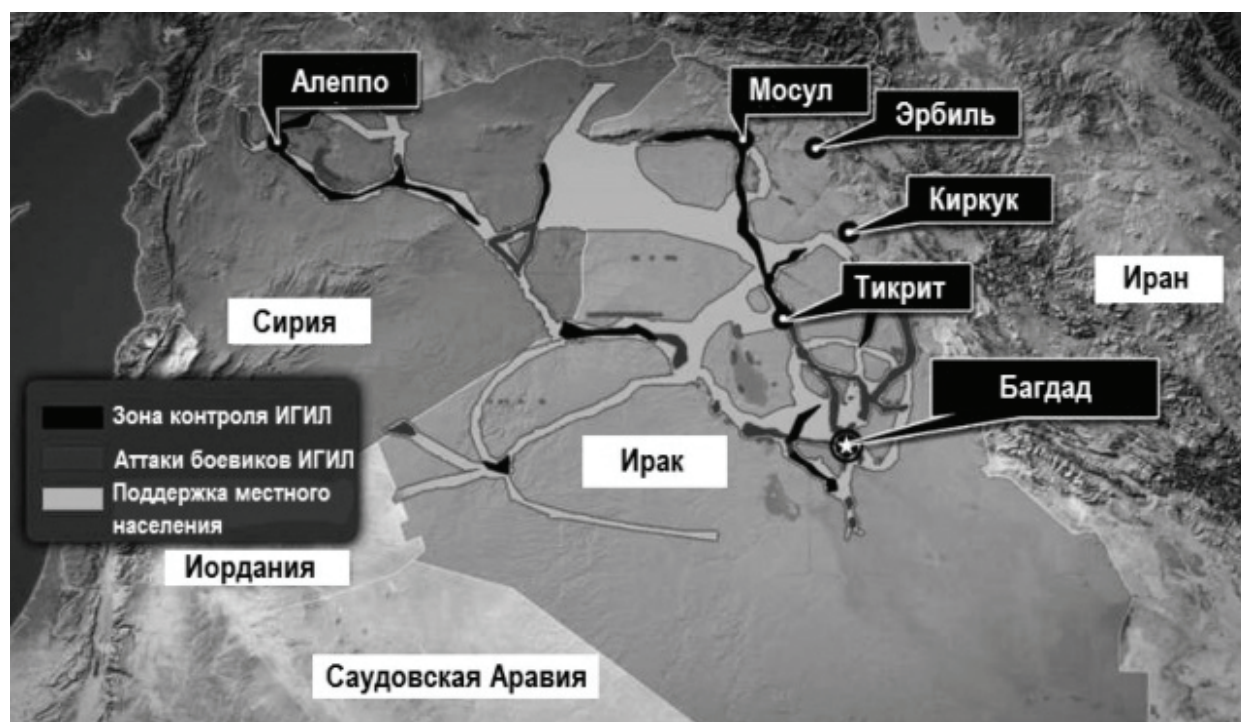 Алеппо
Мосул
Эрбиль
Киркук
Тикрит
Иран
Сирия
Багдад
Зона контроля ИГИЛ
Аттаки боевиков ИГИЛ
Поддержка местного
населения
Ирак
Иордания
Саудовская Аравия